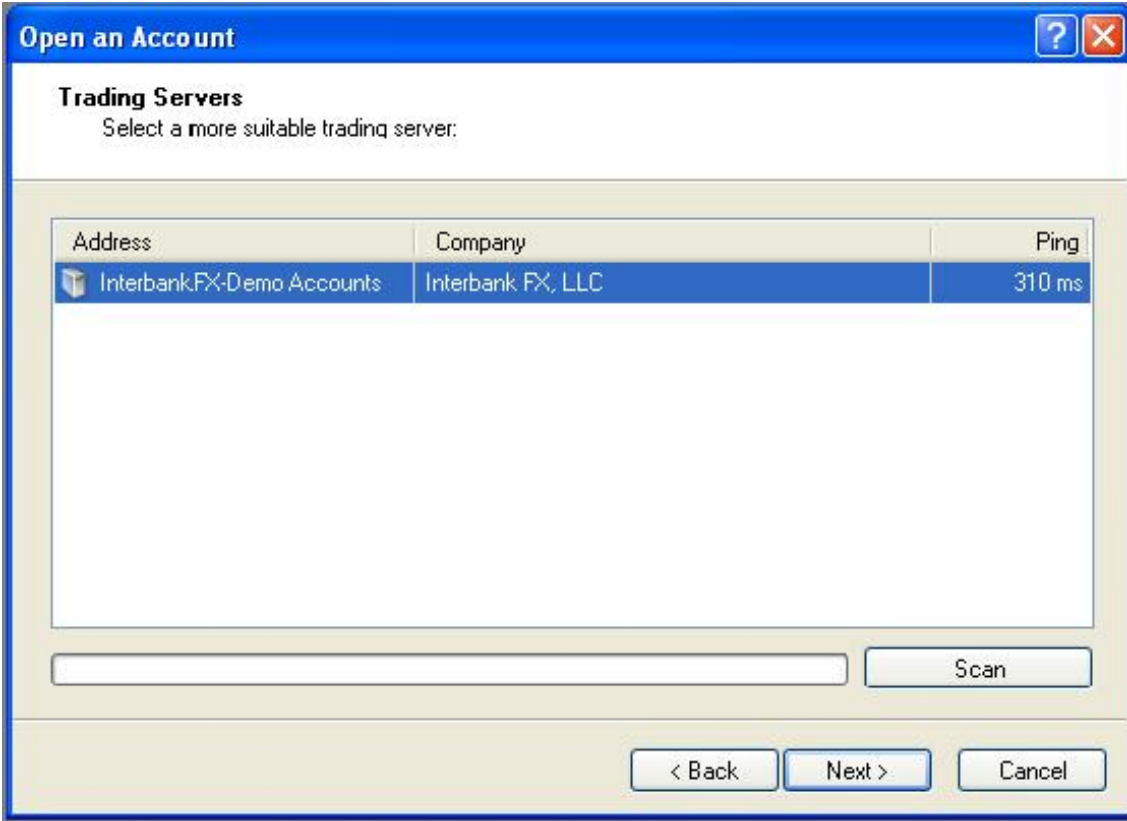 Open an Account
Trading Servers
Select a more suitable trading server:
Address Company Ping
InterbankFX-Demo Accounts Interbank FX, LLC 310 ms
Scan
< Back Next > Cancel